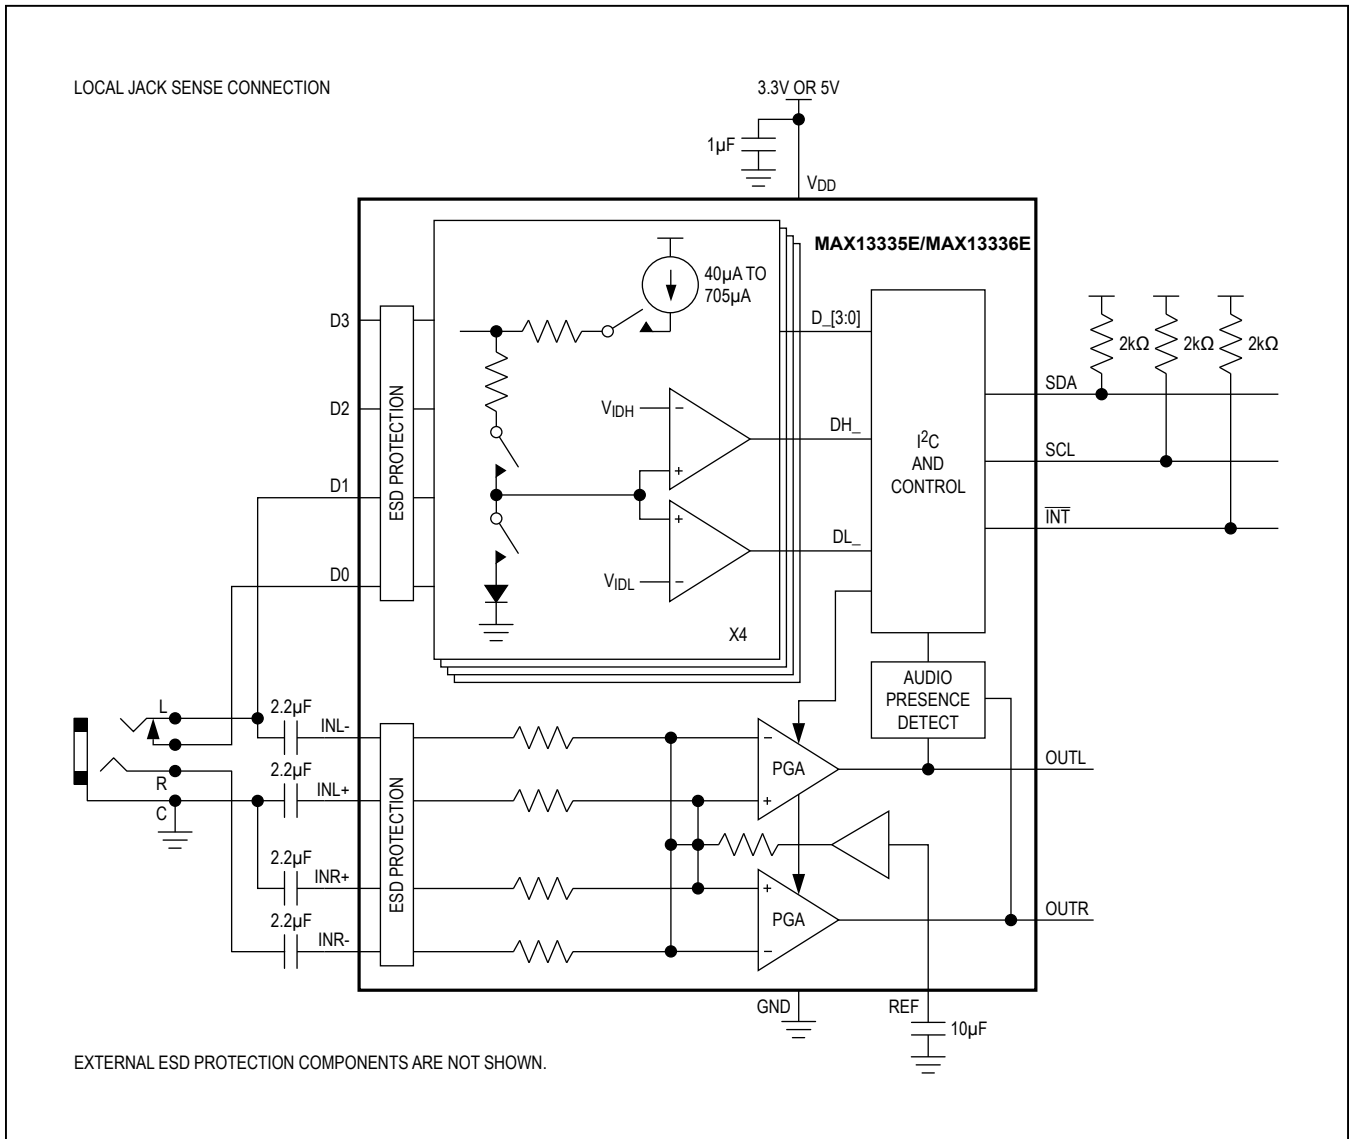 LOCAL JACK SENSE CONNECTION
3.3V OR 5V
1µF
VDD
MAX13335E/MAX13336E
40µA TO
705µA
D3
D2
D1
D0
ESD PROTECTION
D_[3:0]
VIDH
−
+
DH_
+
VIDL
−
DL_
X4
I2C
AND
CONTROL
2kΩ
2kΩ
2kΩ
SDA
SCL
INT
AUDIO
PRESENCE
DETECT
L
R
C
2.2µF
INL-
2.2µF
INL+
2.2µF
INR+
2.2µF
INR-
ESD PROTECTION
−
PGA
+
OUTL
+
PGA
−
OUTR
GND
REF
10µF
EXTERNAL ESD PROTECTION COMPONENTS ARE NOT SHOWN.